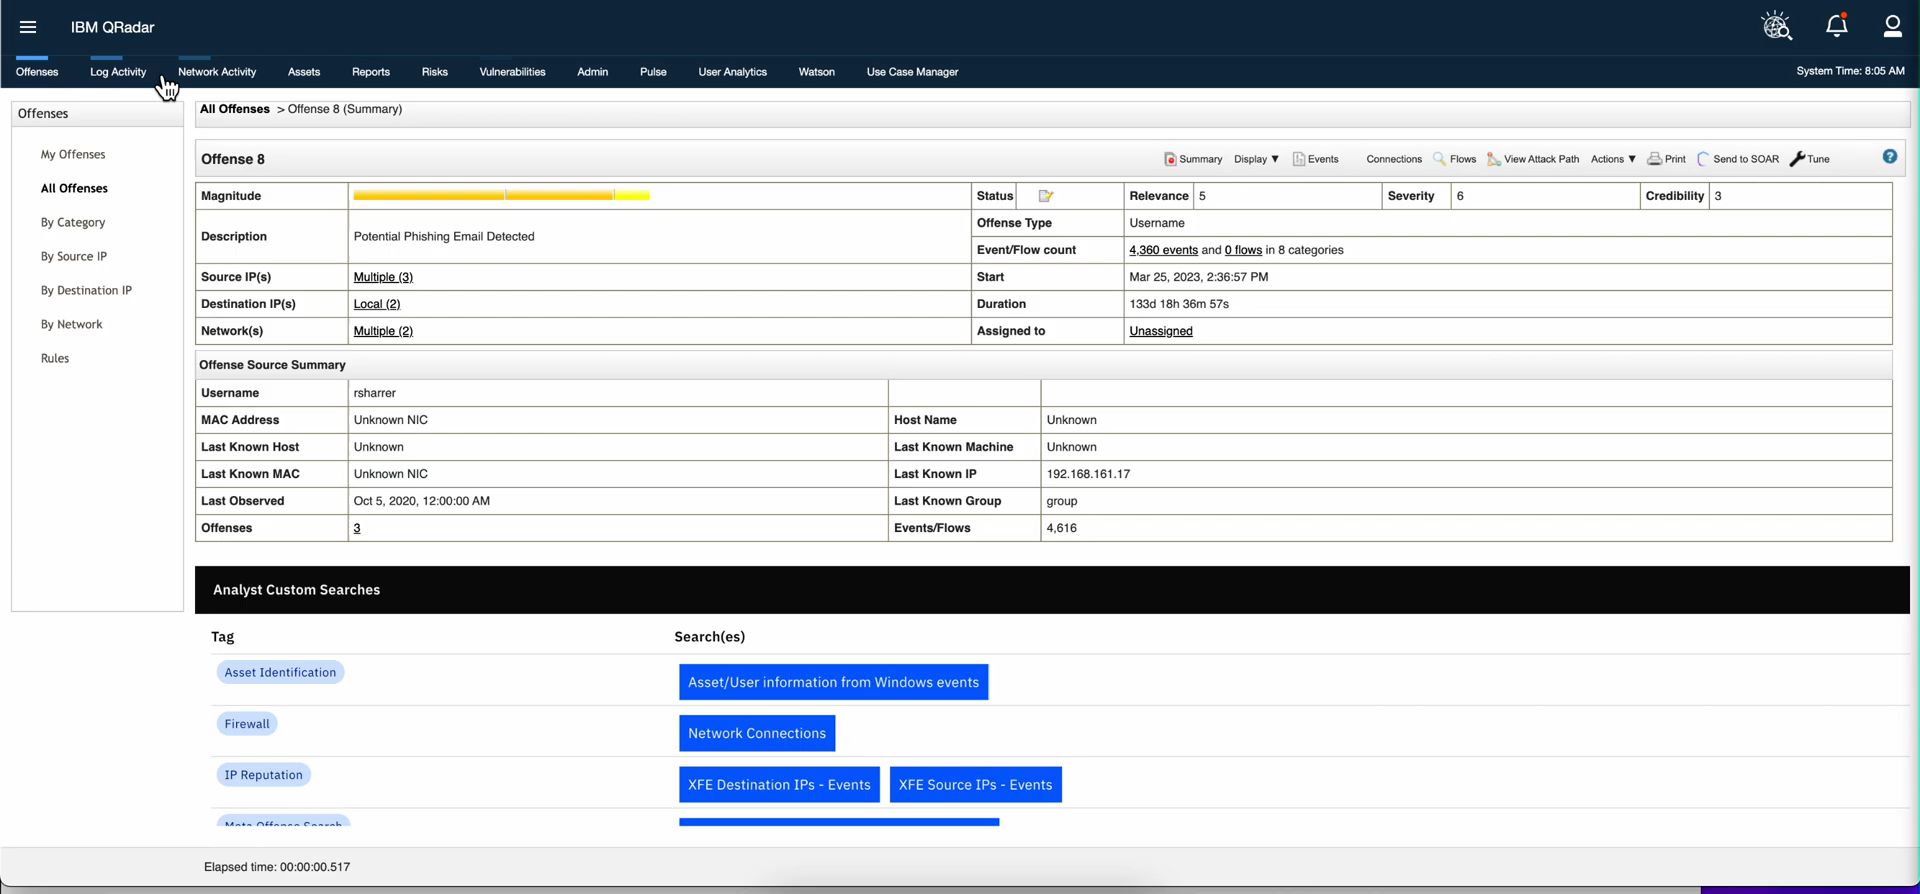 IBM QRadar
Offenses Log Activity Network Activity Assets Reports Risks Vulnerabilities Admin Pulse User Analytics Watson Use Case Manager System Time: 8:05 AM
Offenses
My Offenses
All Offenses
By Category
By Source IP
By Destination IP
By Network
Rules
All Offenses > Offense 8 (Summary)
Offense 8 Summary Display ▼ Events Connections Flows View Attack Path Actions ▼ Print Send to SOAR Tune ?
Magnitude Status Relevance 5 Severity 6 Credibility 3
Description Potential Phishing Email Detected
Offense Type Username
Event/Flow count 4,360 events and 0 flows in 8 categories
Source IP(s) Multiple (3) Start Mar 25, 2023, 2:36:57 PM
Destination IP(s) Local (2) Duration 133d 18h 36m 57s
Network(s) Multiple (2) Assigned to Unassigned
Offense Source Summary
Username rsharrer
MAC Address Unknown NIC Host Name Unknown
Last Known Host Unknown Last Known Machine Unknown
Last Known MAC Unknown NIC Last Known IP 192.168.161.17
Last Observed Oct 5, 2020, 12:00:00 AM Last Known Group group
Offenses 3 Events/Flows 4,616
Analyst Custom Searches
Tag Search(es)
Asset Identification Asset/User information from Windows events
Firewall Network Connections
IP Reputation XFE Destination IPs - Events XFE Source IPs - Events
Meta Offense Search
Elapsed time: 00:00:00.517